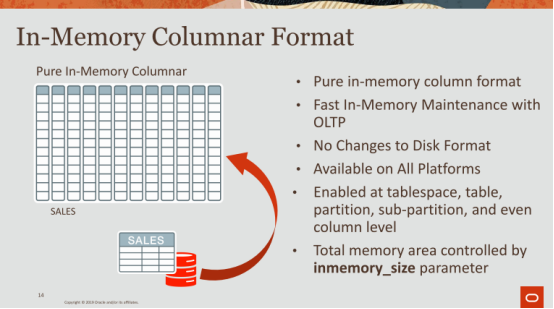 In-Memory Columnar Format
Pure In-Memory Columnar
SALES
SALES
• Pure in-memory column format
• Fast In-Memory Maintenance with
OLTP
• No Changes to Disk Format
• Available on All Platforms
• Enabled at tablespace, table,
partition, sub-partition, and even
column level
• Total memory area controlled by
inmemory_size parameter
14
Copyright © 2023 Oracle and/or its affiliates